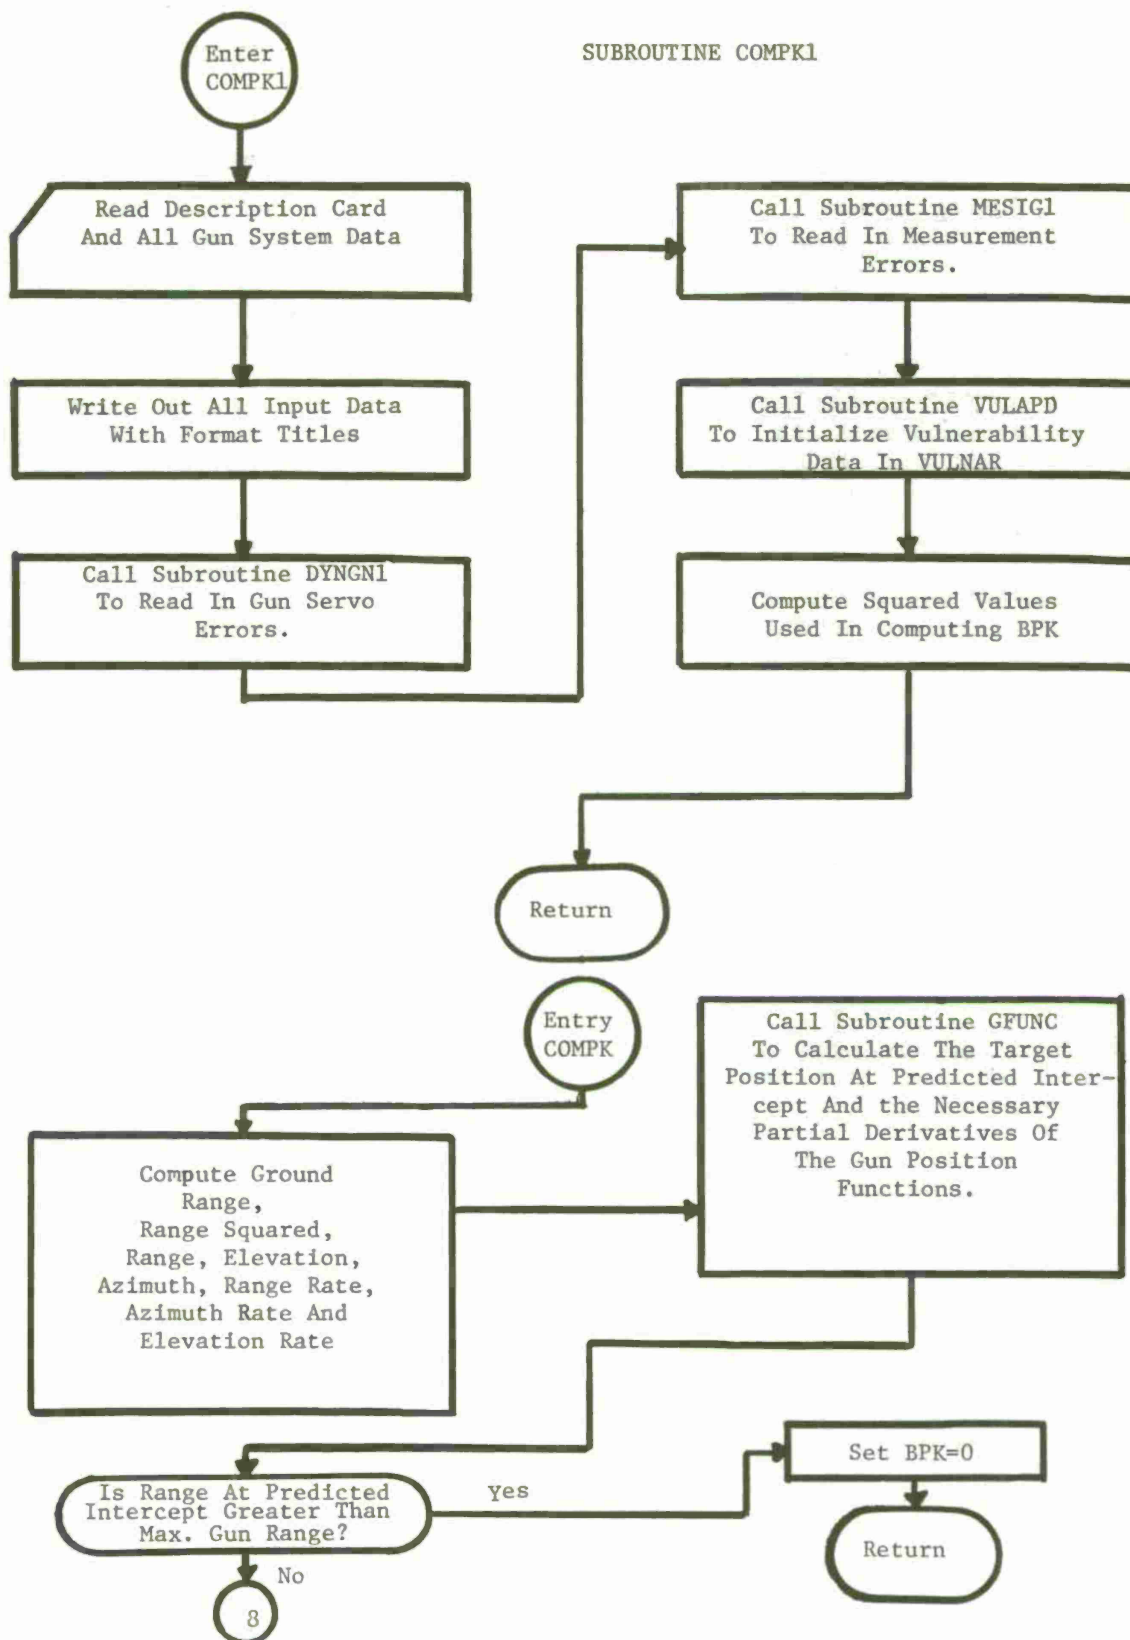 SUBROUTINE COMPK1
Enter
COMPK1
Read Description Card
And All Gun System Data
Write Out All Input Data
With Format Titles
Call Subroutine DYNGN1
To Read In Gun Servo
Errors.
Call Subroutine MESIG1
To Read In Measurement
Errors.
Call Subroutine VULAPD
To Initialize Vulnerability
Data In VULNAR
Compute Squared Values
Used In Computing BPK
Return
Entry
COMPK
Compute Ground
Range,
Range Squared,
Range, Elevation,
Azimuth, Range Rate,
Azimuth Rate And
Elevation Rate
Call Subroutine GFUNC
To Calculate The Target
Position At Predicted Inter-
cept And the Necessary
Partial Derivatives Of
The Gun Position
Functions.
Is Range At Predicted
Intercept Greater Than
Max. Gun Range?
Yes
Set BPK=0
Return
No
8